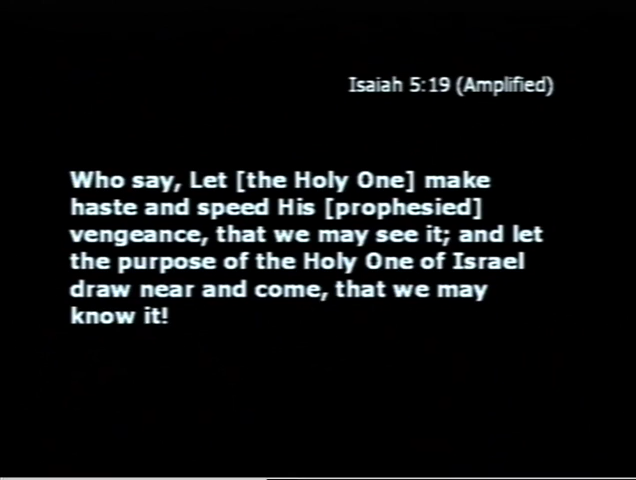 Isaiah 5:19 (Amplified)
Who say, Let [the Holy One] make
haste and speed His [prophesied]
vengeance, that we may see it; and let
the purpose of the Holy One of Israel
draw near and come, that we may
know it!